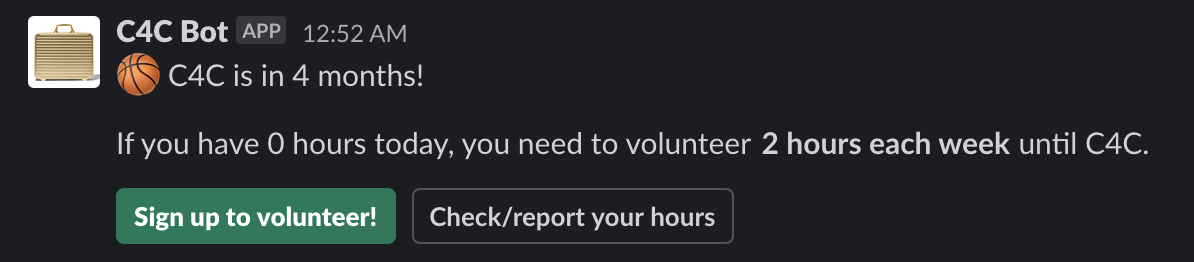 C4C Bot APP 12:52 AM
🏀 C4C is in 4 months!
If you have 0 hours today, you need to volunteer 2 hours each week until C4C.
Sign up to volunteer! Check/report your hours